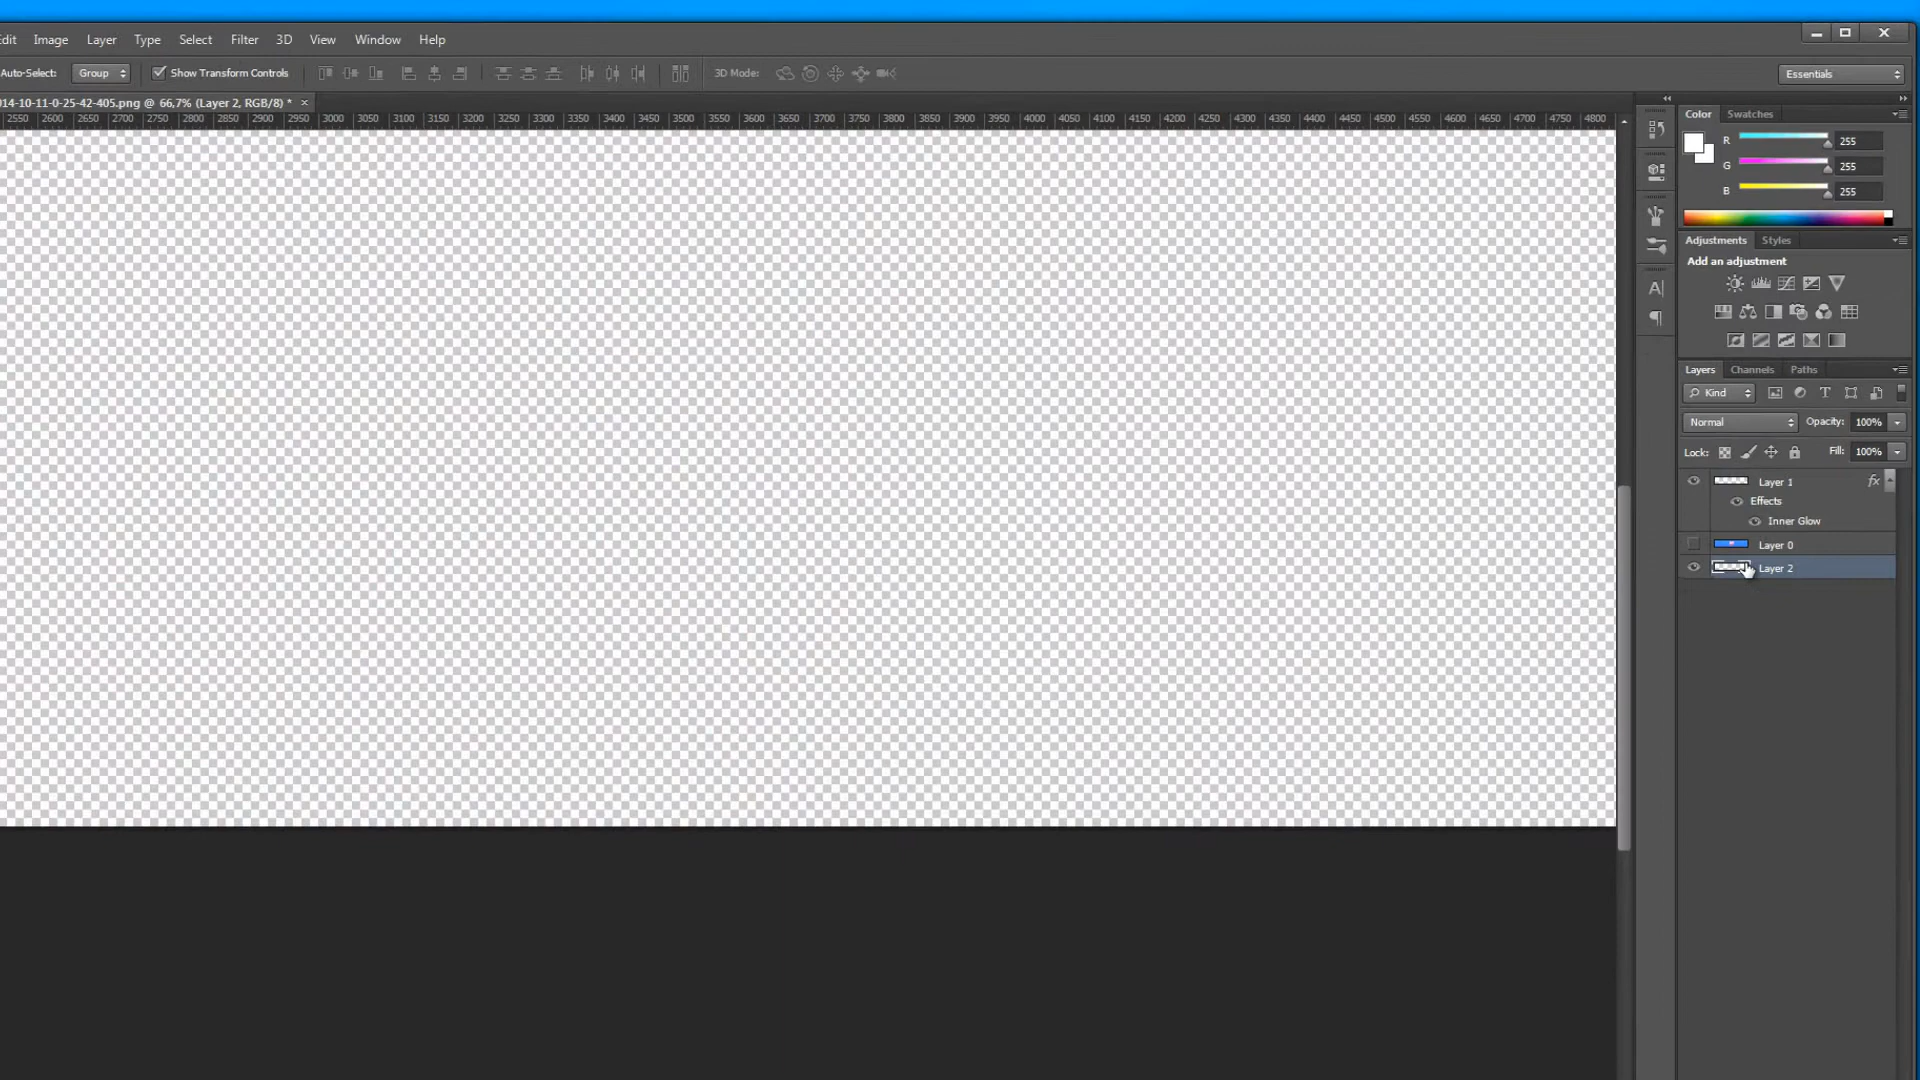 Edit Image Layer Type Select Filter 3D View Window Help
Auto-Select: Group Show Transform Controls 3D Mode: Essentials
014-10-11-0-25-42-405.png @ 66,7% (Layer 2, RGB/8) * ×
2550 2600 2650 2700 2750 2800 2850 2900 2950 3000 3050 3100 3150 3200 3250 3300 3350 3400 3450 3500 3550 3600 3650 3700 3750 3800 3850 3900 3950 4000 4050 4100 4150 4200 4250 4300 4350 4400 4450 4500 4550 4600 4650 4700 4750 4800
Color Swatches
R 255
G 255
B 255
Adjustments Styles
Add an adjustment
Layers Channels Paths
Kind
Normal Opacity: 100%
Lock: Fill: 100%
Layer 1 fx
Effects
Inner Glow
Layer 0
Layer 2